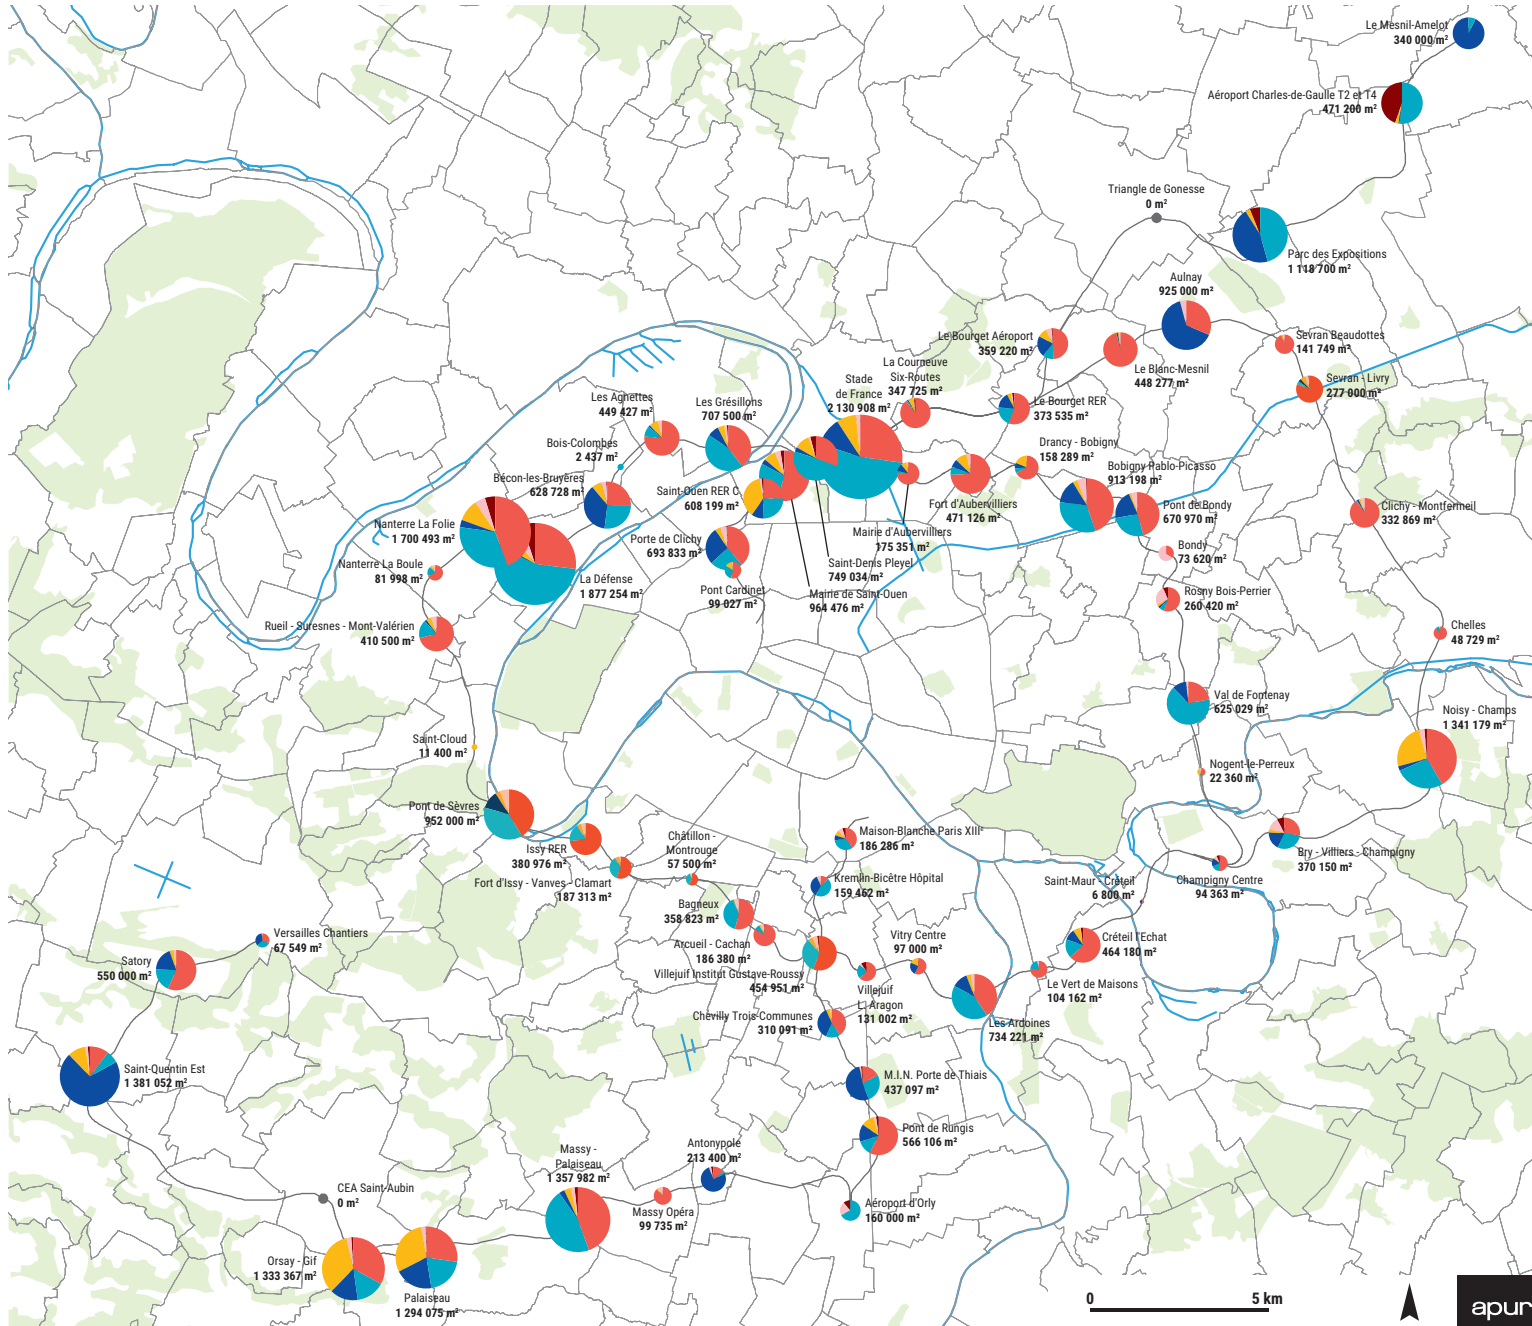 Le Mesnil-Amelot
340 000 m²
Aéroport Charles-de-Gaulle T2 et T4
471 200 m²
Triangle de Gonesse
0 m²
Parc des Expositions
1 118 700 m²
Aulnay
925 000 m²
Le Bourget Aéroport
359 220 m²
Sevran Beaudottes
141 749 m²
Le Blanc-Mesnil
448 277 m²
Sevran - Livry
277 000 m²
La Courneuve
Six-Routes
347 725 m²
Stade
de France
2 130 908 m²
Le Bourget RER
373 535 m²
Les Agnettes
449 427 m²
Les Grésillons
707 500 m²
Bois-Colombes
2 437 m²
Drancy - Bobigny
158 289 m²
Bobigny Pablo-Picasso
913 198 m²
Bécon-les-Bruyères
628 728 m²
Saint-Ouen RER C
608 199 m²
Fort d'Aubervilliers
471 126 m²
Pont de Bondy
670 970 m²
Clichy - Montfermeil
332 869 m²
Nanterre La Folie
1 700 493 m²
Porte de Clichy
693 833 m²
Mairie d'Aubervilliers
175 351 m²
Bondy
73 620 m²
Nanterre La Boule
81 998 m²
La Défense
1 877 254 m²
Saint-Denis Pleyel
749 034 m²
Pont Cardinet
99 027 m²
Mairie de Saint-Ouen
964 476 m²
Rosny Bois-Perrier
260 420 m²
Rueil - Suresnes - Mont-Valérien
410 500 m²
Chelles
48 729 m²
Val de Fontenay
625 029 m²
Noisy - Champs
1 341 179 m²
Saint-Cloud
11 400 m²
Nogent-le-Perreux
22 360 m²
Pont de Sèvres
952 000 m²
Issy RER
380 976 m²
Châtillon -
Montrouge
57 500 m²
Maison-Blanche Paris XIIIᵉ
186 286 m²
Bry - Villiers - Champigny
370 150 m²
Fort d'Issy - Vanves - Clamart
187 313 m²
Kremlin-Bicêtre Hôpital
159 462 m²
Saint-Maur - Créteil
6 800 m²
Champigny Centre
94 363 m²
Bagneux
358 823 m²
Versailles Chantiers
67 549 m²
Arcueil - Cachan
186 380 m²
Vitry Centre
97 000 m²
Créteil l'Echat
464 180 m²
Satory
550 000 m²
Villejuif Institut Gustave-Roussy
454 951 m²
Villejuif
L. Aragon
131 002 m²
Le Vert de Maisons
104 162 m²
Chevilly Trois-Communes
310 091 m²
Les Ardoines
734 221 m²
Saint-Quentin Est
1 381 052 m²
M.I.N. Porte de Thiais
437 097 m²
Pont de Rungis
566 106 m²
Massy -
Palaiseau
1 357 982 m²
Antonypole
213 400 m²
CEA Saint-Aubin
0 m²
Massy Opéra
99 735 m²
Aéroport d'Orly
160 000 m²
Orsay - Gif
1 333 367 m²
Palaiseau
1 294 075 m²
0 5 km
apur